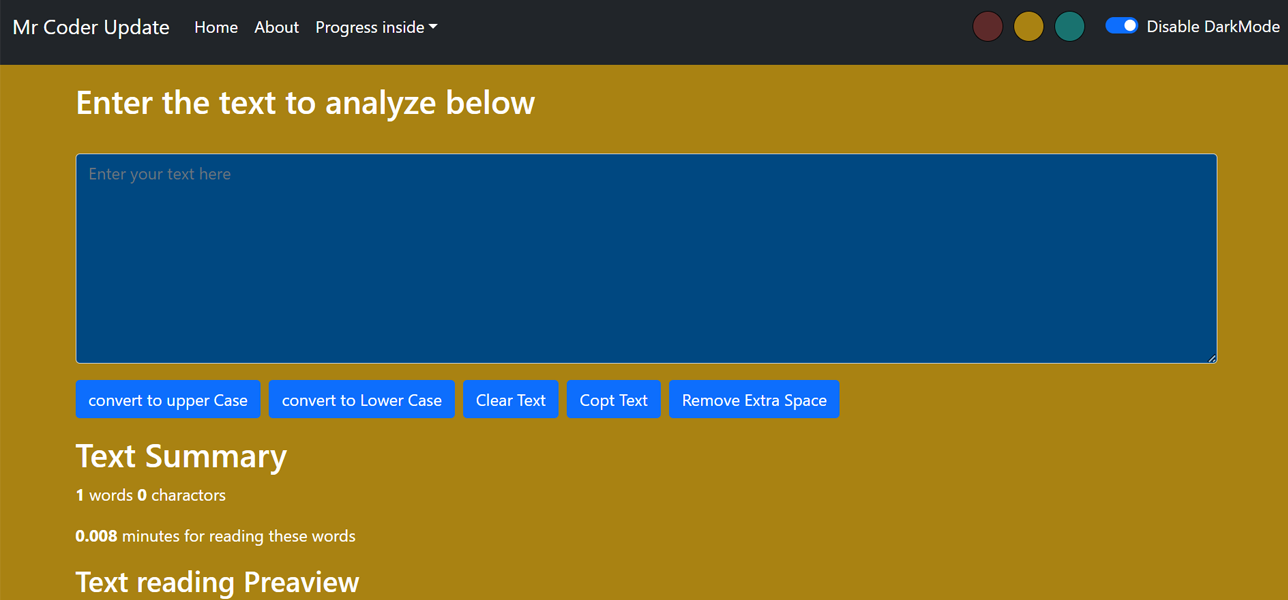 Mr Coder Update Home About Progress inside Disable DarkMode
Enter the text to analyze below
Enter your text here
convert to upper Case convert to Lower Case Clear Text Copt Text Remove Extra Space
Text Summary
1 words 0 charactors
0.008 minutes for reading these words
Text reading Preaview